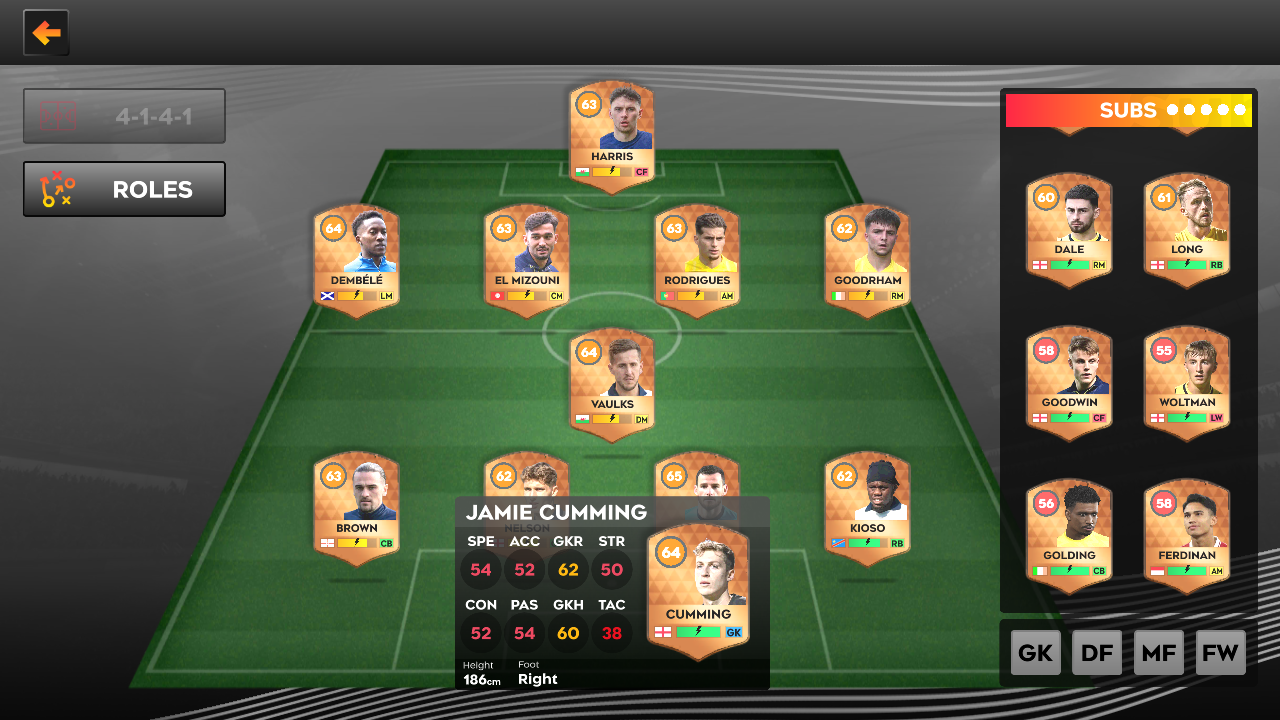 4-1-4-1
ROLES
63
HARRIS
CF
64
DEMBÉLÉ
LM
63
EL MIZOUNI
CM
63
RODRIGUES
AM
62
GOODRHAM
RM
64
VAULKS
DM
63
BROWN
CB
62
NELSON
65
62
KIOSO
RB
JAMIE CUMMING
SPE ACC GKR STR
54 52 62 50
CON PAS GKH TAC
52 54 60 38
Height Foot
186cm Right
64
CUMMING
GK
SUBS
60
DALE
RM
61
LONG
RB
58
GOODWIN
CF
55
WOLTMAN
LW
56
GOLDING
CB
58
FERDINAN
AM
GK DF MF FW